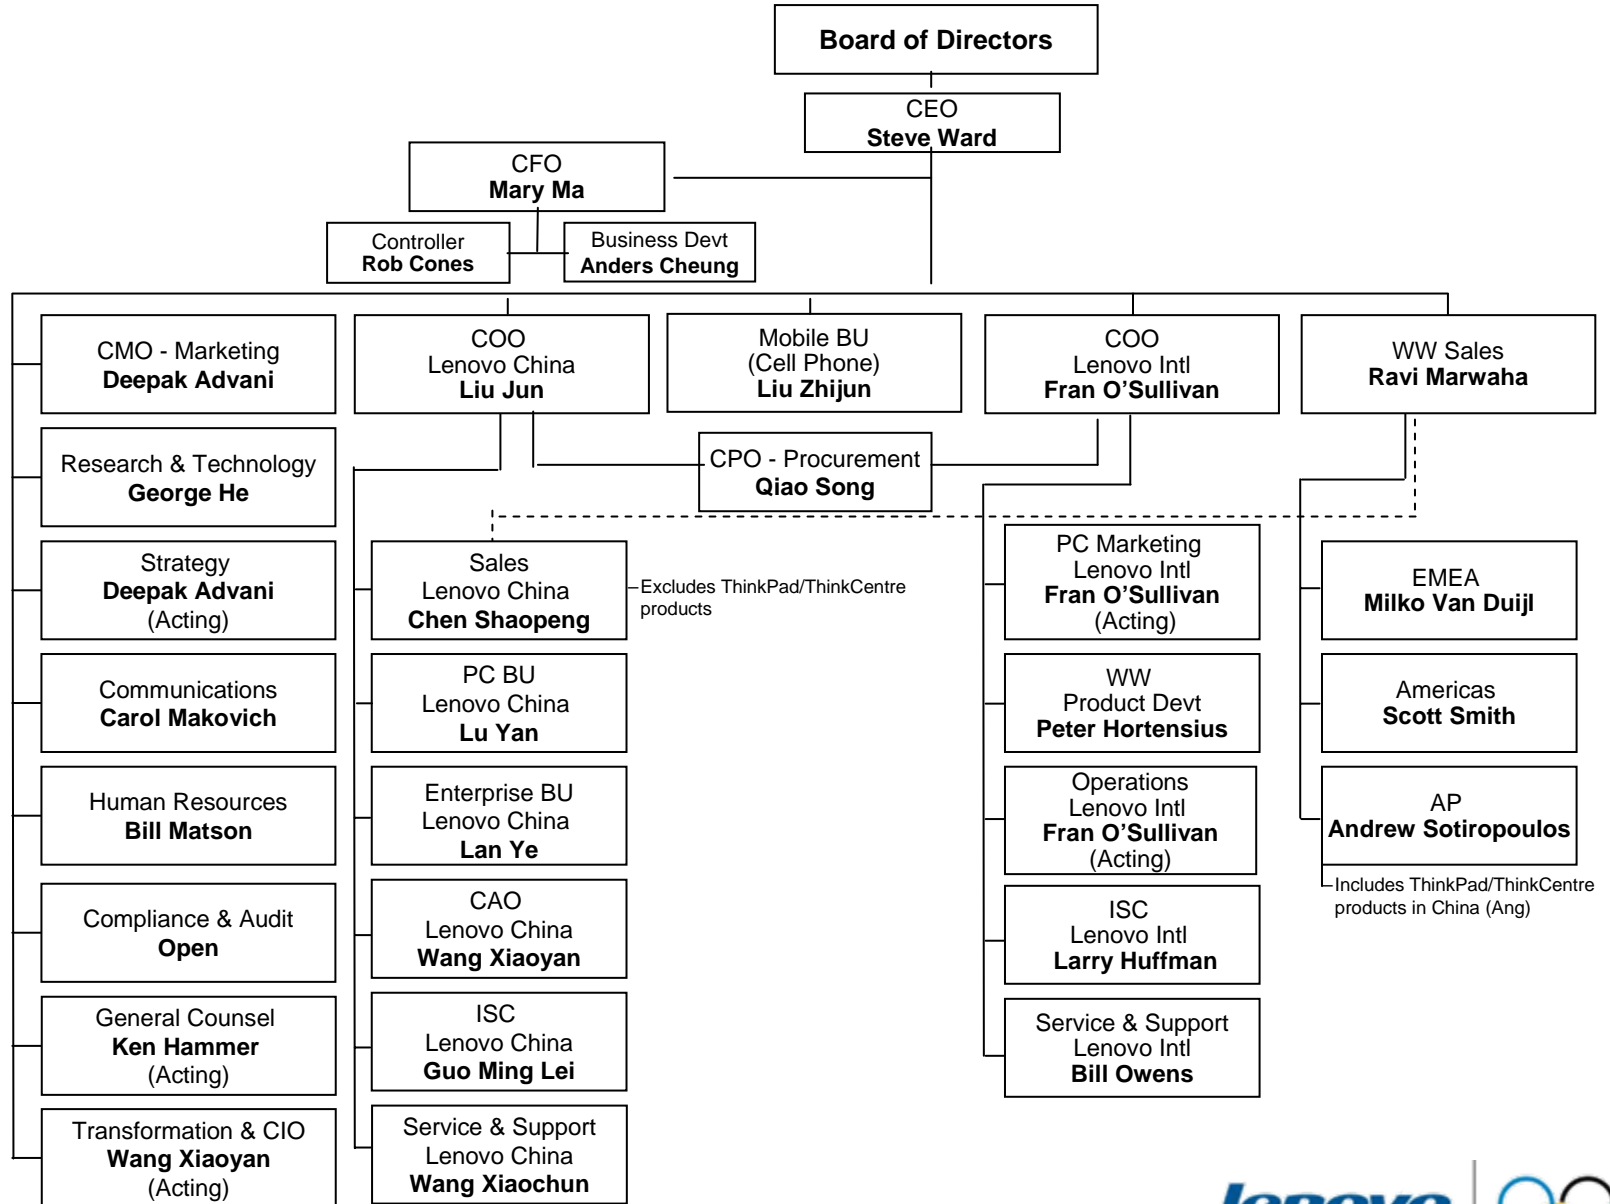 Board of Directors
CEO
Steve Ward
CFO
Mary Ma
Controller
Rob Cones
Business Devt
Anders Cheung
CMO - Marketing
Deepak Advani
COO
Lenovo China
Liu Jun
Mobile BU
(Cell Phone)
Liu Zhijun
COO
Lenovo Intl
Fran O'Sullivan
WW Sales
Ravi Marwaha
CPO - Procurement
Qiao Song
Research & Technology
George He
Strategy
Deepak Advani
(Acting)
Communications
Carol Makovich
Human Resources
Bill Matson
Compliance & Audit
Open
General Counsel
Ken Hammer
(Acting)
Transformation & CIO
Wang Xiaoyan
(Acting)
Sales
Lenovo China
Chen Shaopeng
Excludes ThinkPad/ThinkCentre
products
PC BU
Lenovo China
Lu Yan
Enterprise BU
Lenovo China
Lan Ye
CAO
Lenovo China
Wang Xiaoyan
ISC
Lenovo China
Guo Ming Lei
Service & Support
Lenovo China
Wang Xiaochun
PC Marketing
Lenovo Intl
Fran O'Sullivan
(Acting)
WW
Product Devt
Peter Hortensius
Operations
Lenovo Intl
Fran O'Sullivan
(Acting)
ISC
Lenovo Intl
Larry Huffman
Service & Support
Lenovo Intl
Bill Owens
EMEA
Milko Van Duijl
Americas
Scott Smith
AP
Andrew Sotiropoulos
Includes ThinkPad/ThinkCentre
products in China (Ang)
lenovo